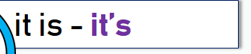 it is – it's